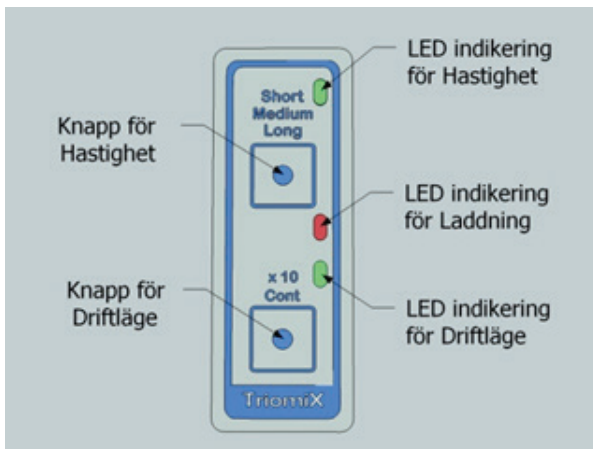 LED indikering
för Hastighet
Short
Medium
Long
Knapp för
Hastighet
LED indikering
för Laddning
x 10
Cont
Knapp för
Driftläge
LED indikering
för Driftläge
TriomiX